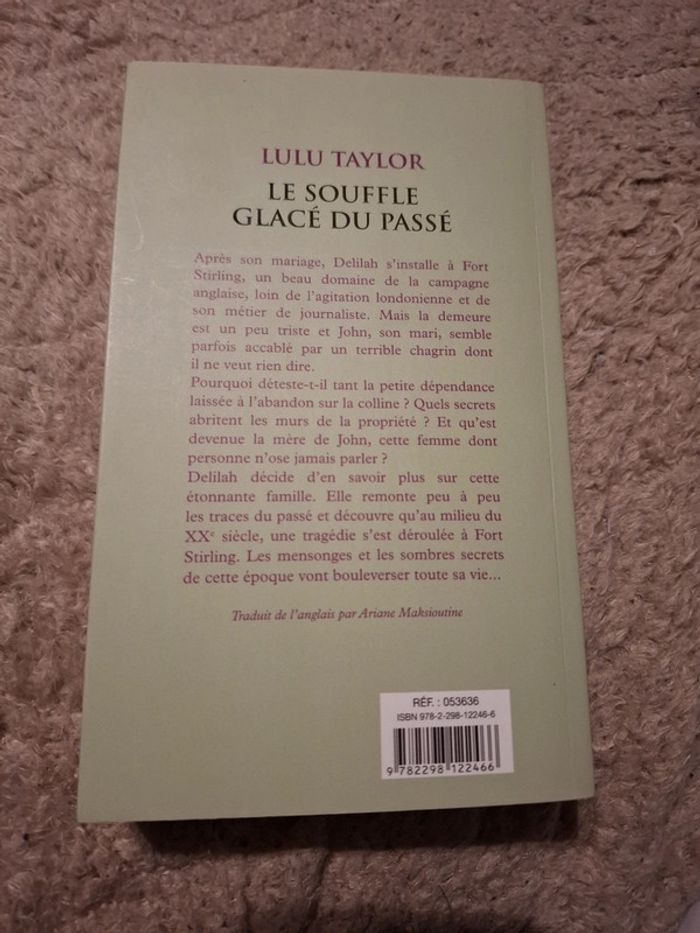 LULU TAYLOR
LE SOUFFLE
GLACÉ DU PASSÉ
Après son mariage, Delilah s'installe à Fort
Stirling, un beau domaine de la campagne
anglaise, loin de l'agitation londonienne et de
son métier de journaliste. Mais la demeure
est un peu triste et John, son mari, semble
parfois accablé par un terrible chagrin dont
il ne veut rien dire.
Pourquoi déteste-t-il tant la petite dépendance
laissée à l'abandon sur la colline ? Quels secrets
abritent les murs de la propriété ? Et qu'est
devenue la mère de John, cette femme dont
personne n'ose jamais parler ?
Delilah décide d'en savoir plus sur cette
étonnante famille. Elle remonte peu à peu
les traces du passé et découvre qu'au milieu du
XXe siècle, une tragédie s'est déroulée à Fort
Stirling. Les mensonges et les sombres secrets
de cette époque vont bouleverser toute sa vie...
Traduit de l'anglais par Ariane Maksioutine
RÉF. : 053636
ISBN 978-2-298-12246-6
9 782298 122466